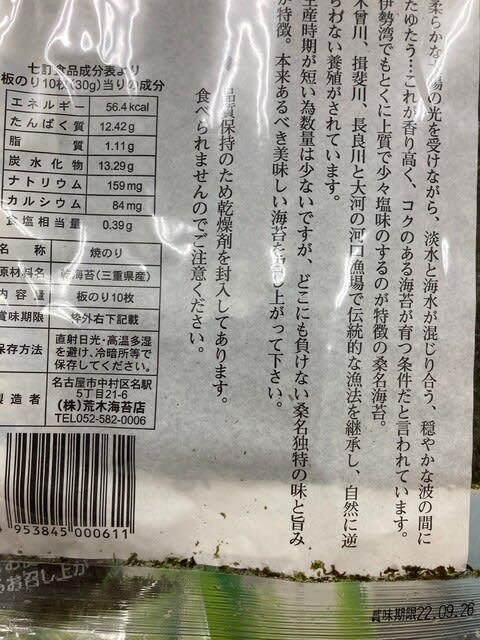 柔らかな陽の光を受けながら、淡水と海水が混じり合う、穏やかな波の間に
たゆたう…これが香り高く、コクのある海苔が育つ条件だと言われています。
伊勢湾でもとくに上質で少々塩味のするのが特徴の桑名海苔。
木曾川、揖斐川、長良川と大河の河口漁場で伝統的な漁法を継承し、自然に逆
らわない養殖がされています。
生産時期が短い為数量は少ないですが、どこにも負けない桑名独特の味と旨み
が特徴。本来あるべき美味しい海苔を召し上がって下さい。
品質保持のため乾燥剤を封入してあります。
食べられませんのでご注意ください。
七訂食品成分表より
板のり10枚(30g)当りの成分
エネルギー 56.4kcal
たんぱく質 12.42g
脂質 1.11g
炭水化物 13.29g
ナトリウム 159mg
カルシウム 84mg
食塩相当量 0.39g
名称 焼のり
原材料名 乾海苔(三重県産)
内容量 板のり10枚
賞味期限 枠外右下記載
保存方法 直射日光・高温多湿
を避け、冷暗所等で
保存してください。
製造者 名古屋市中村区名駅
5丁目21-6
(株)荒木海苔店
TEL052-582-0006
953845 000611
お召し上が
賞味期限22.09.26